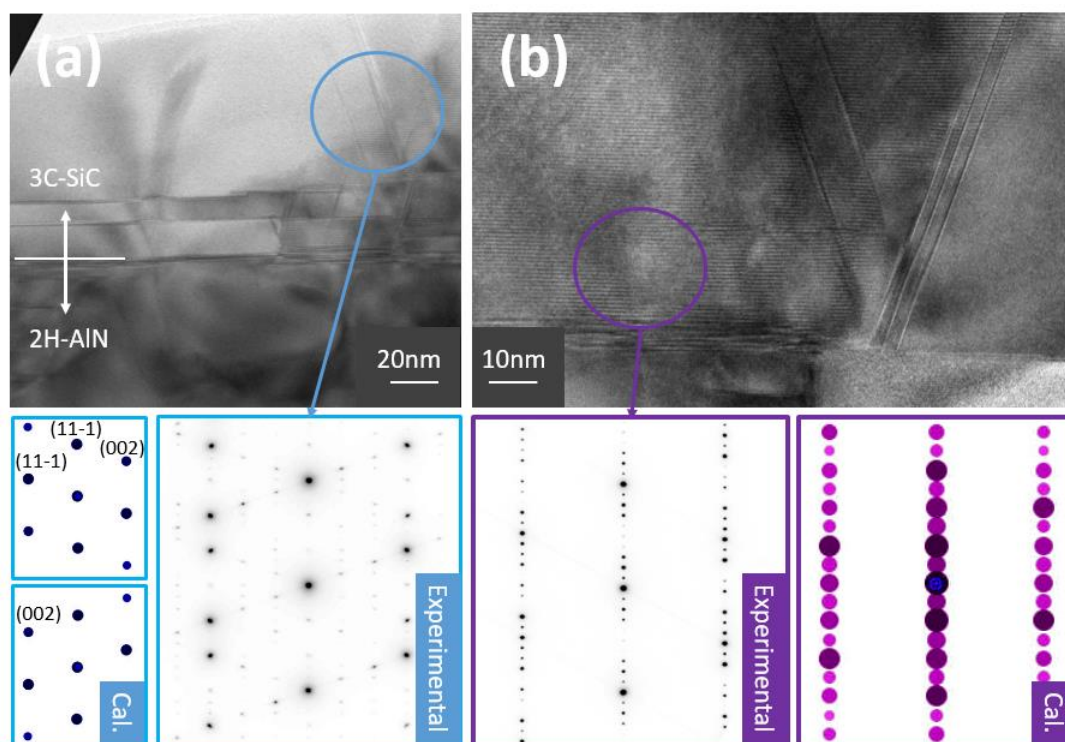 (a)
(b)
3C-SiC
2H-AlN
20nm
10nm
(11-1)
(11-1)
(002)
(002)
Cal.
Experimental
Experimental
Cal.